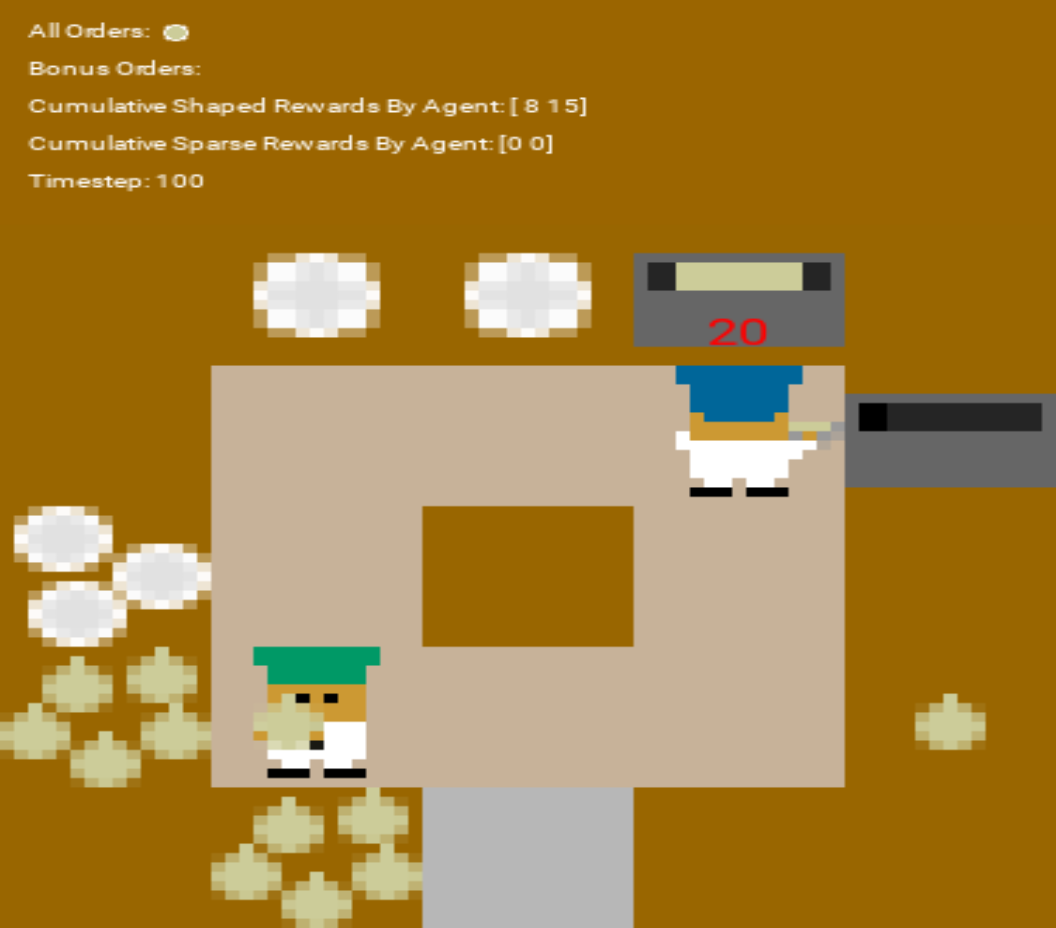 All Orders:
Bonus Orders:
Cumulative Shaped Rewards By Agent: [ 8 15]
Cumulative Sparse Rewards By Agent: [0 0]
Timestep: 100
20